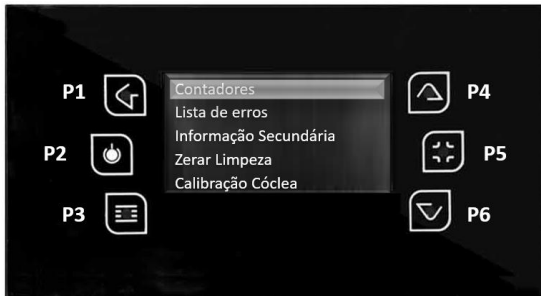 P1
P2
P3
Contadores
Lista de erros
Informação Secundária
Zerar Limpeza
Calibração Cóclea
P4
P5
P6